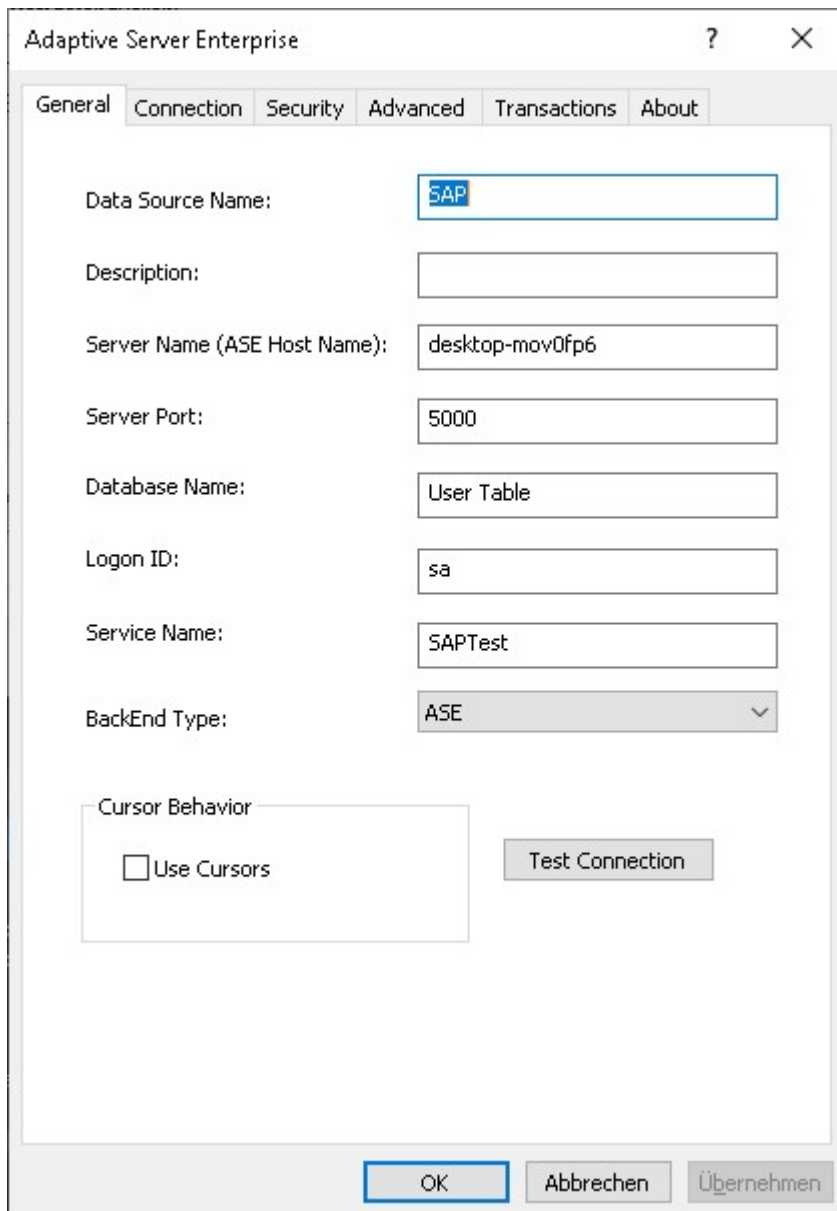 Adaptive Server Enterprise
General Connection Security Advanced Transactions About
Data Source Name: SAP
Description:
Server Name (ASE Host Name): desktop-mov0fp6
Server Port: 5000
Database Name: User Table
Logon ID: sa
Service Name: SAPTest
BackEnd Type: ASE
Cursor Behavior
Use Cursors
Test Connection
OK Abbrechen Übernehmen